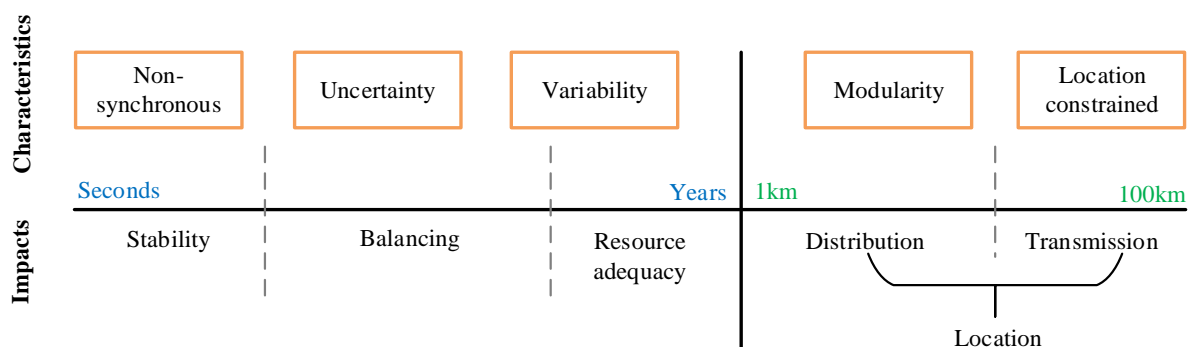 Characteristics
Non-
synchronous
Uncertainty
Variability
Modularity
Location
constrained
Seconds
Years
1km
100km
Impacts
Stability
Balancing
Resource
adequacy
Distribution
Transmission
Location